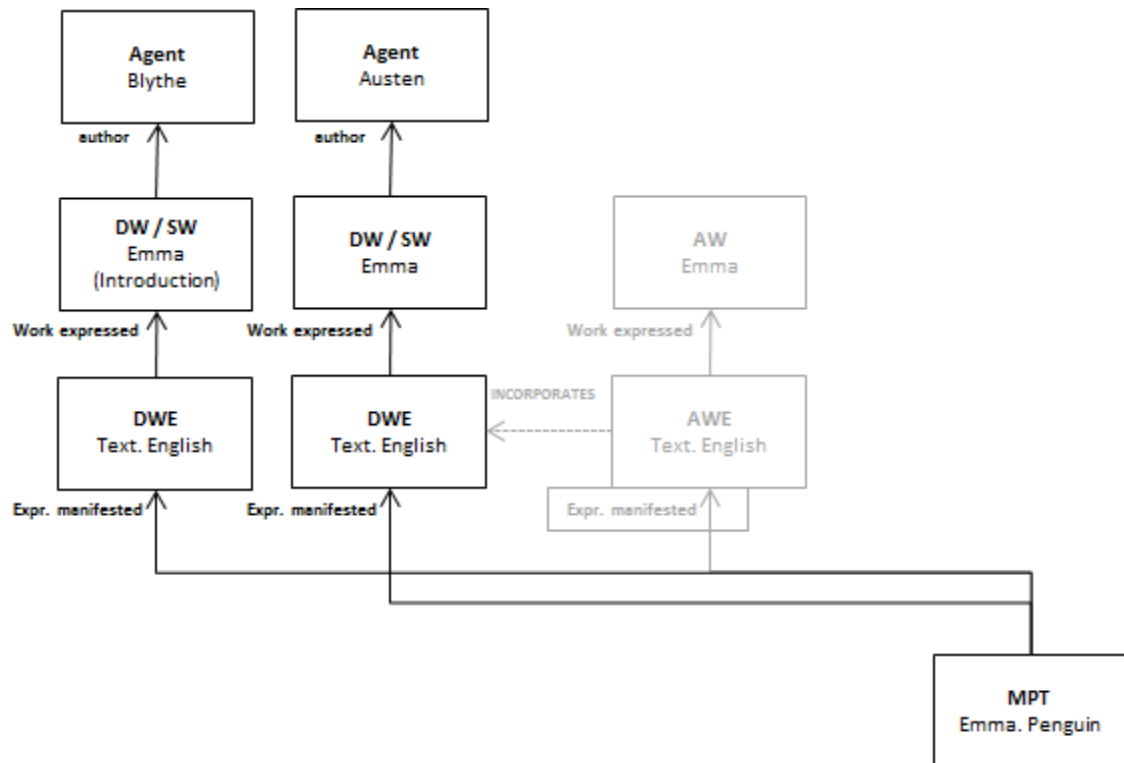 Agent
Blythe
Agent
Austen
author
author
DW / SW
Emma
(Introduction)
DW / SW
Emma
AW
Emma
Work expressed
Work expressed
Work expressed
DWE
Text. English
DWE
Text. English
INCORPORATES
AWE
Text. English
Expr. manifested
Expr. manifested
Expr. manifested
MPT
Emma. Penguin